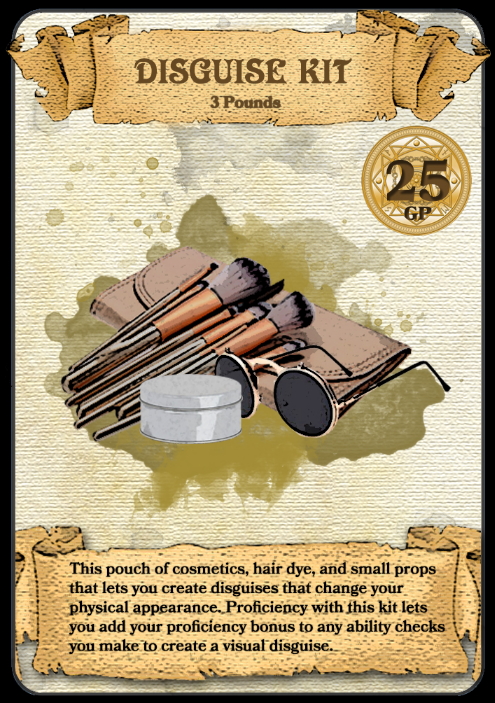 DISGUISE KIT
3 Pounds
25
GP
This pouch of cosmetics, hair dye, and small props
that lets you create disguises that change your
physical appearance. Proficiency with this kit lets
you add your proficiency bonus to any ability checks
you make to create a visual disguise.